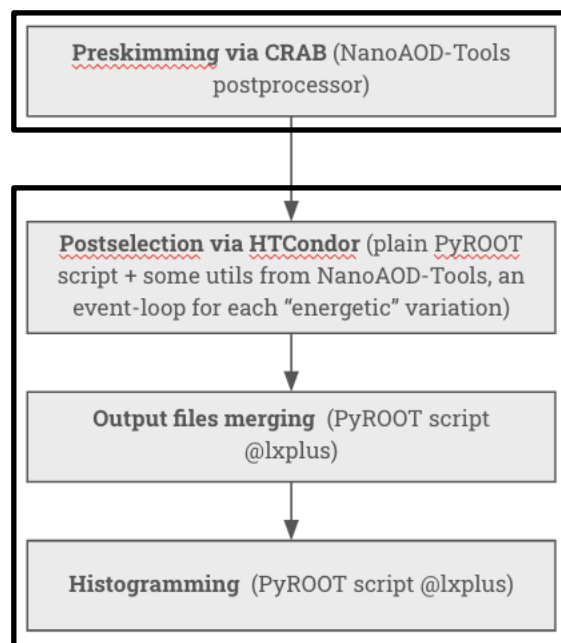 Preskimming via CRAB (NanoAOD-Tools
postprocessor)
Postselection via HTCondor (plain PyROOT
script + some utils from NanoAOD-Tools, an
event-loop for each “energetic” variation)
Output files merging (PyROOT script
@lxplus)
Histogramming (PyROOT script @lxplus)